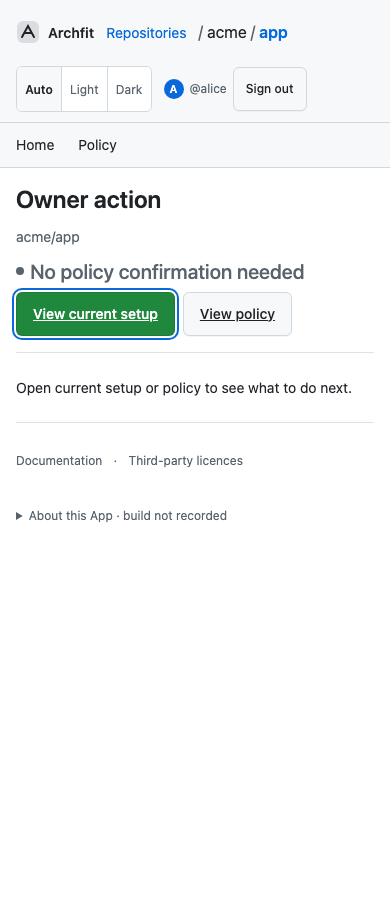 Archfit Repositories / acme / app
Auto Light Dark A @alice Sign out
Home Policy
Owner action
acme/app
No policy confirmation needed
View current setup View policy
Open current setup or policy to see what to do next.
Documentation · Third-party licences
About this App · build not recorded